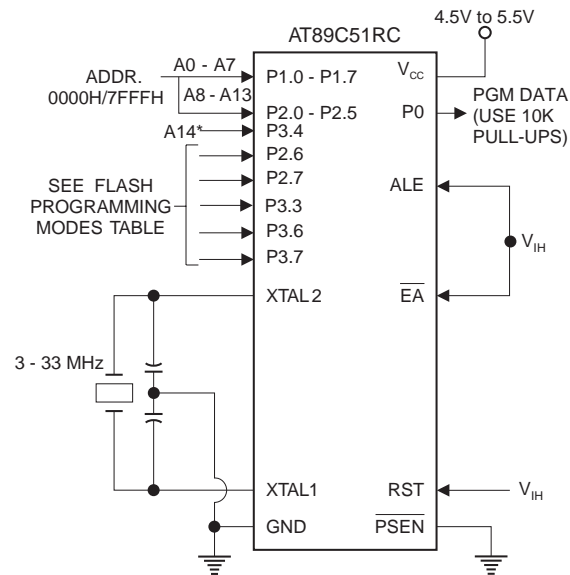 4.5V to 5.5V
AT89C51RC
ADDR.
0000H/7FFFH
A0 - A7
P1.0 - P1.7
VCC
A8 - A13
P2.0 - P2.5
P0
PGM DATA
(USE 10K
PULL-UPS)
A14*
P3.4
P2.6
SEE FLASH
PROGRAMMING
MODES TABLE
P2.7
ALE
P3.3
P3.6
VIH
P3.7
XTAL2
EA
3 - 33 MHz
XTAL1
RST
VIH
GND
PSEN